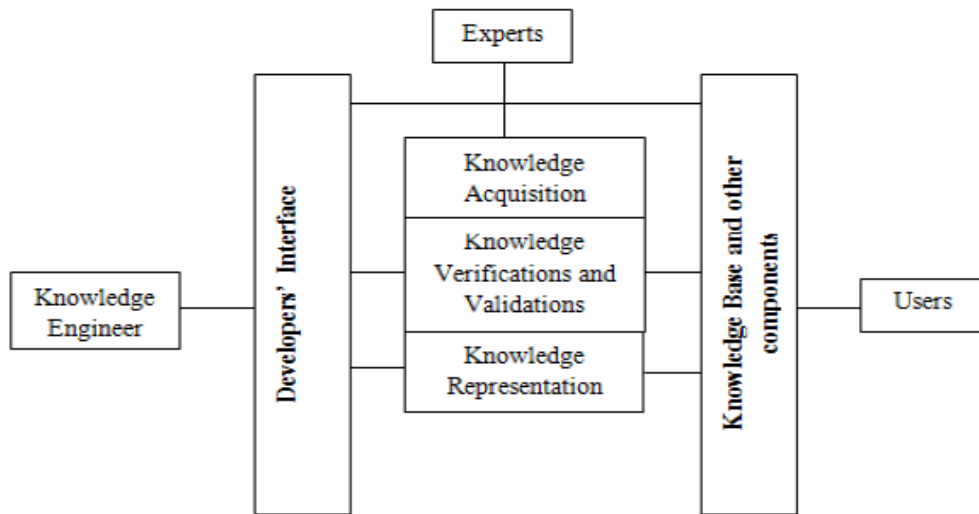 Experts
Knowledge
Acquisition
Knowledge
Verifications and
Validations
Knowledge
Representation
Developers’ Interface
Knowledge
Engineer
Knowledge Base and other
components
Users